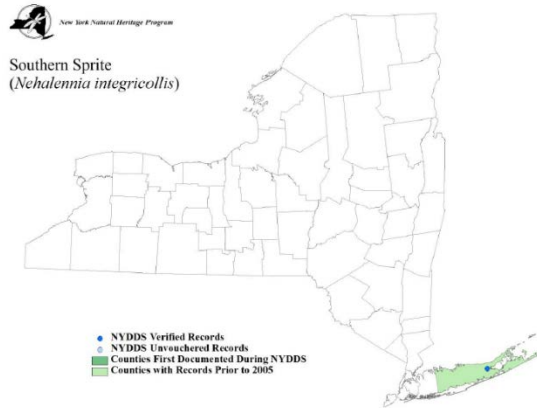 New York Natural Heritage Program
Southern Sprite
(Nehalennia integricollis)
NYDDS Verified Records
NYDDS Unvouchered Records
Counties First Documented During NYDDS
Counties with Records Prior to 2005